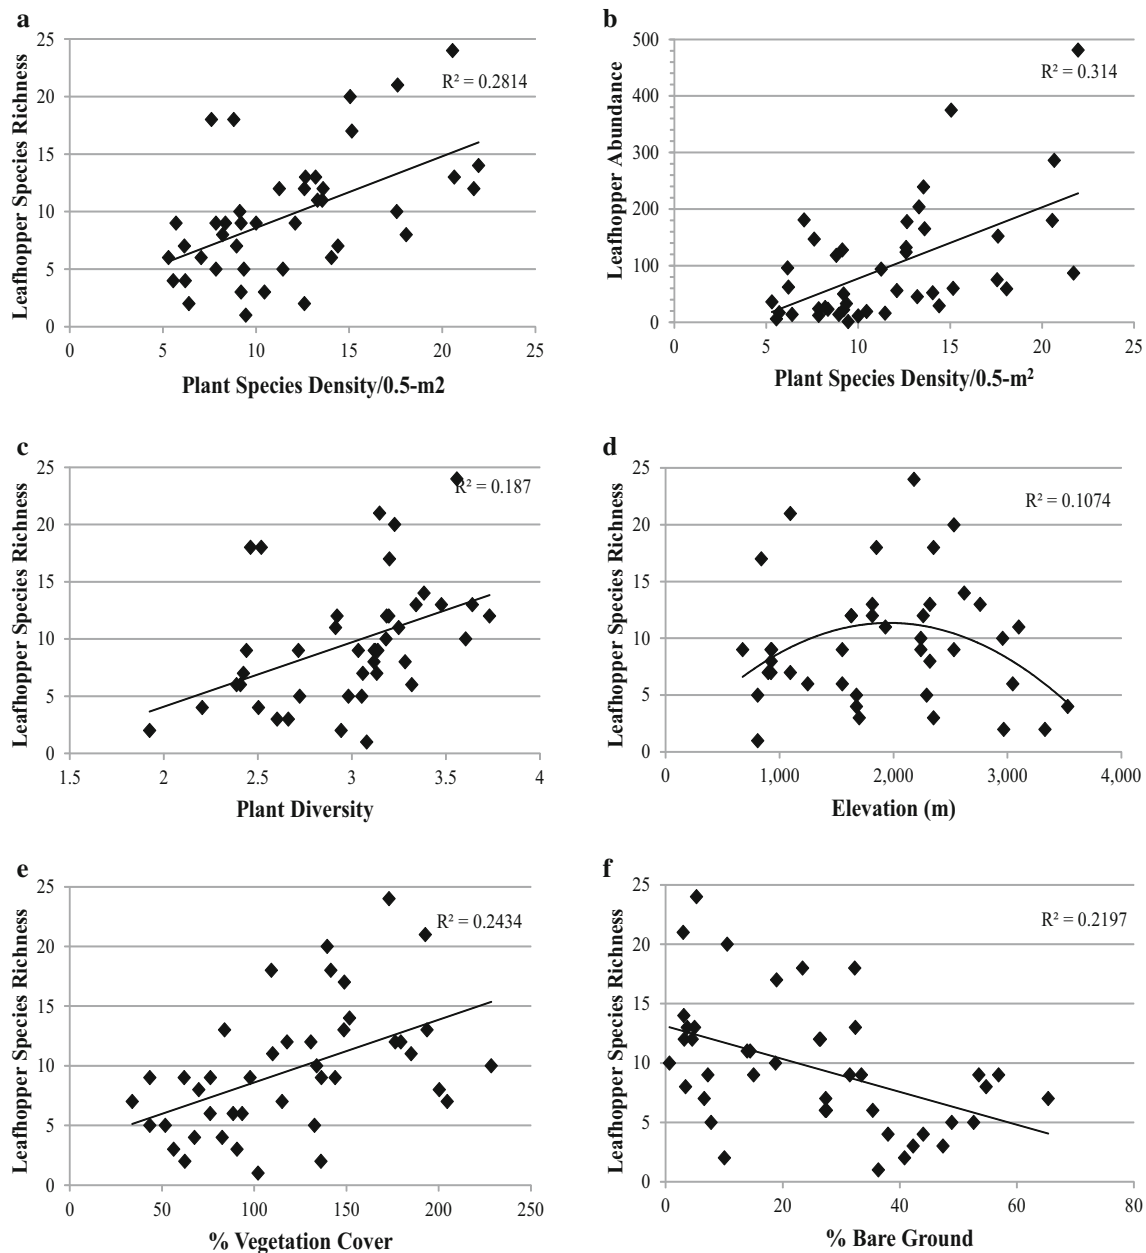 a
Leafhopper Species Richness
25
20
15
10
5
0
R² = 0.2814
0 5 10 15 20 25
Plant Species Density/0.5-m2
b
Leafhopper Abundance
500
400
300
200
100
0
R² = 0.314
0 5 10 15 20 25
Plant Species Density/0.5-m²
c
Leafhopper Species Richness
25
20
15
10
5
0
R² = 0.187
1.5 2 2.5 3 3.5 4
Plant Diversity
d
Leafhopper Species Richness
25
20
15
10
5
0
R² = 0.1074
0 1,000 2,000 3,000 4,000
Elevation (m)
e
Leafhopper Species Richness
25
20
15
10
5
0
R² = 0.2434
0 50 100 150 200 250
% Vegetation Cover
f
Leafhopper Species Richness
25
20
15
10
5
0
R² = 0.2197
0 20 40 60 80
% Bare Ground